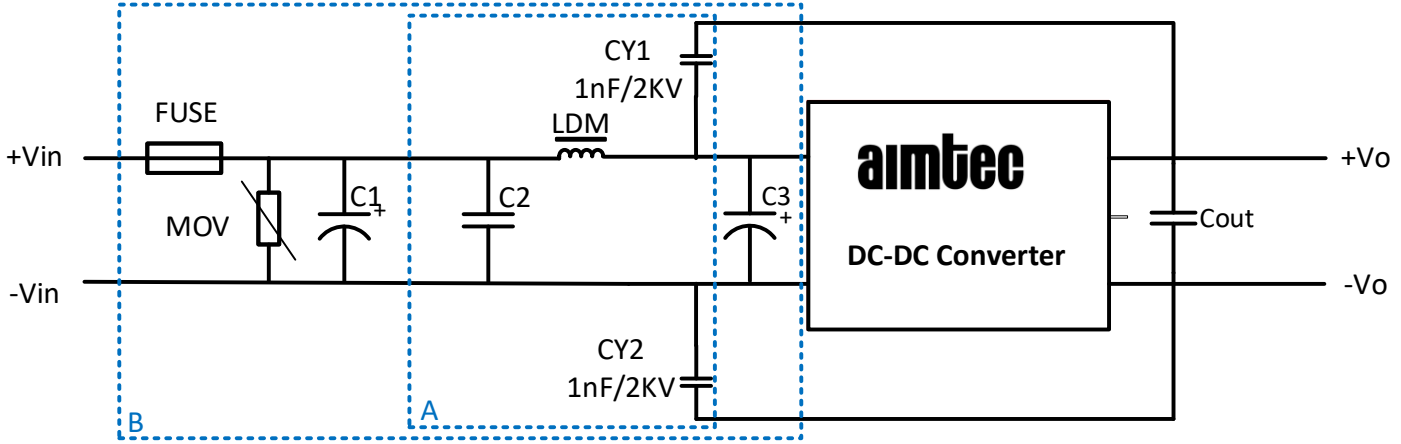 CY1
1nF/2KV
FUSE
LDM
+Vin
aimtec
+Vo
C1
+
C2
C3
+
MOV
Cout
DC-DC Converter
-Vin
-Vo
CY2
1nF/2KV
A
B